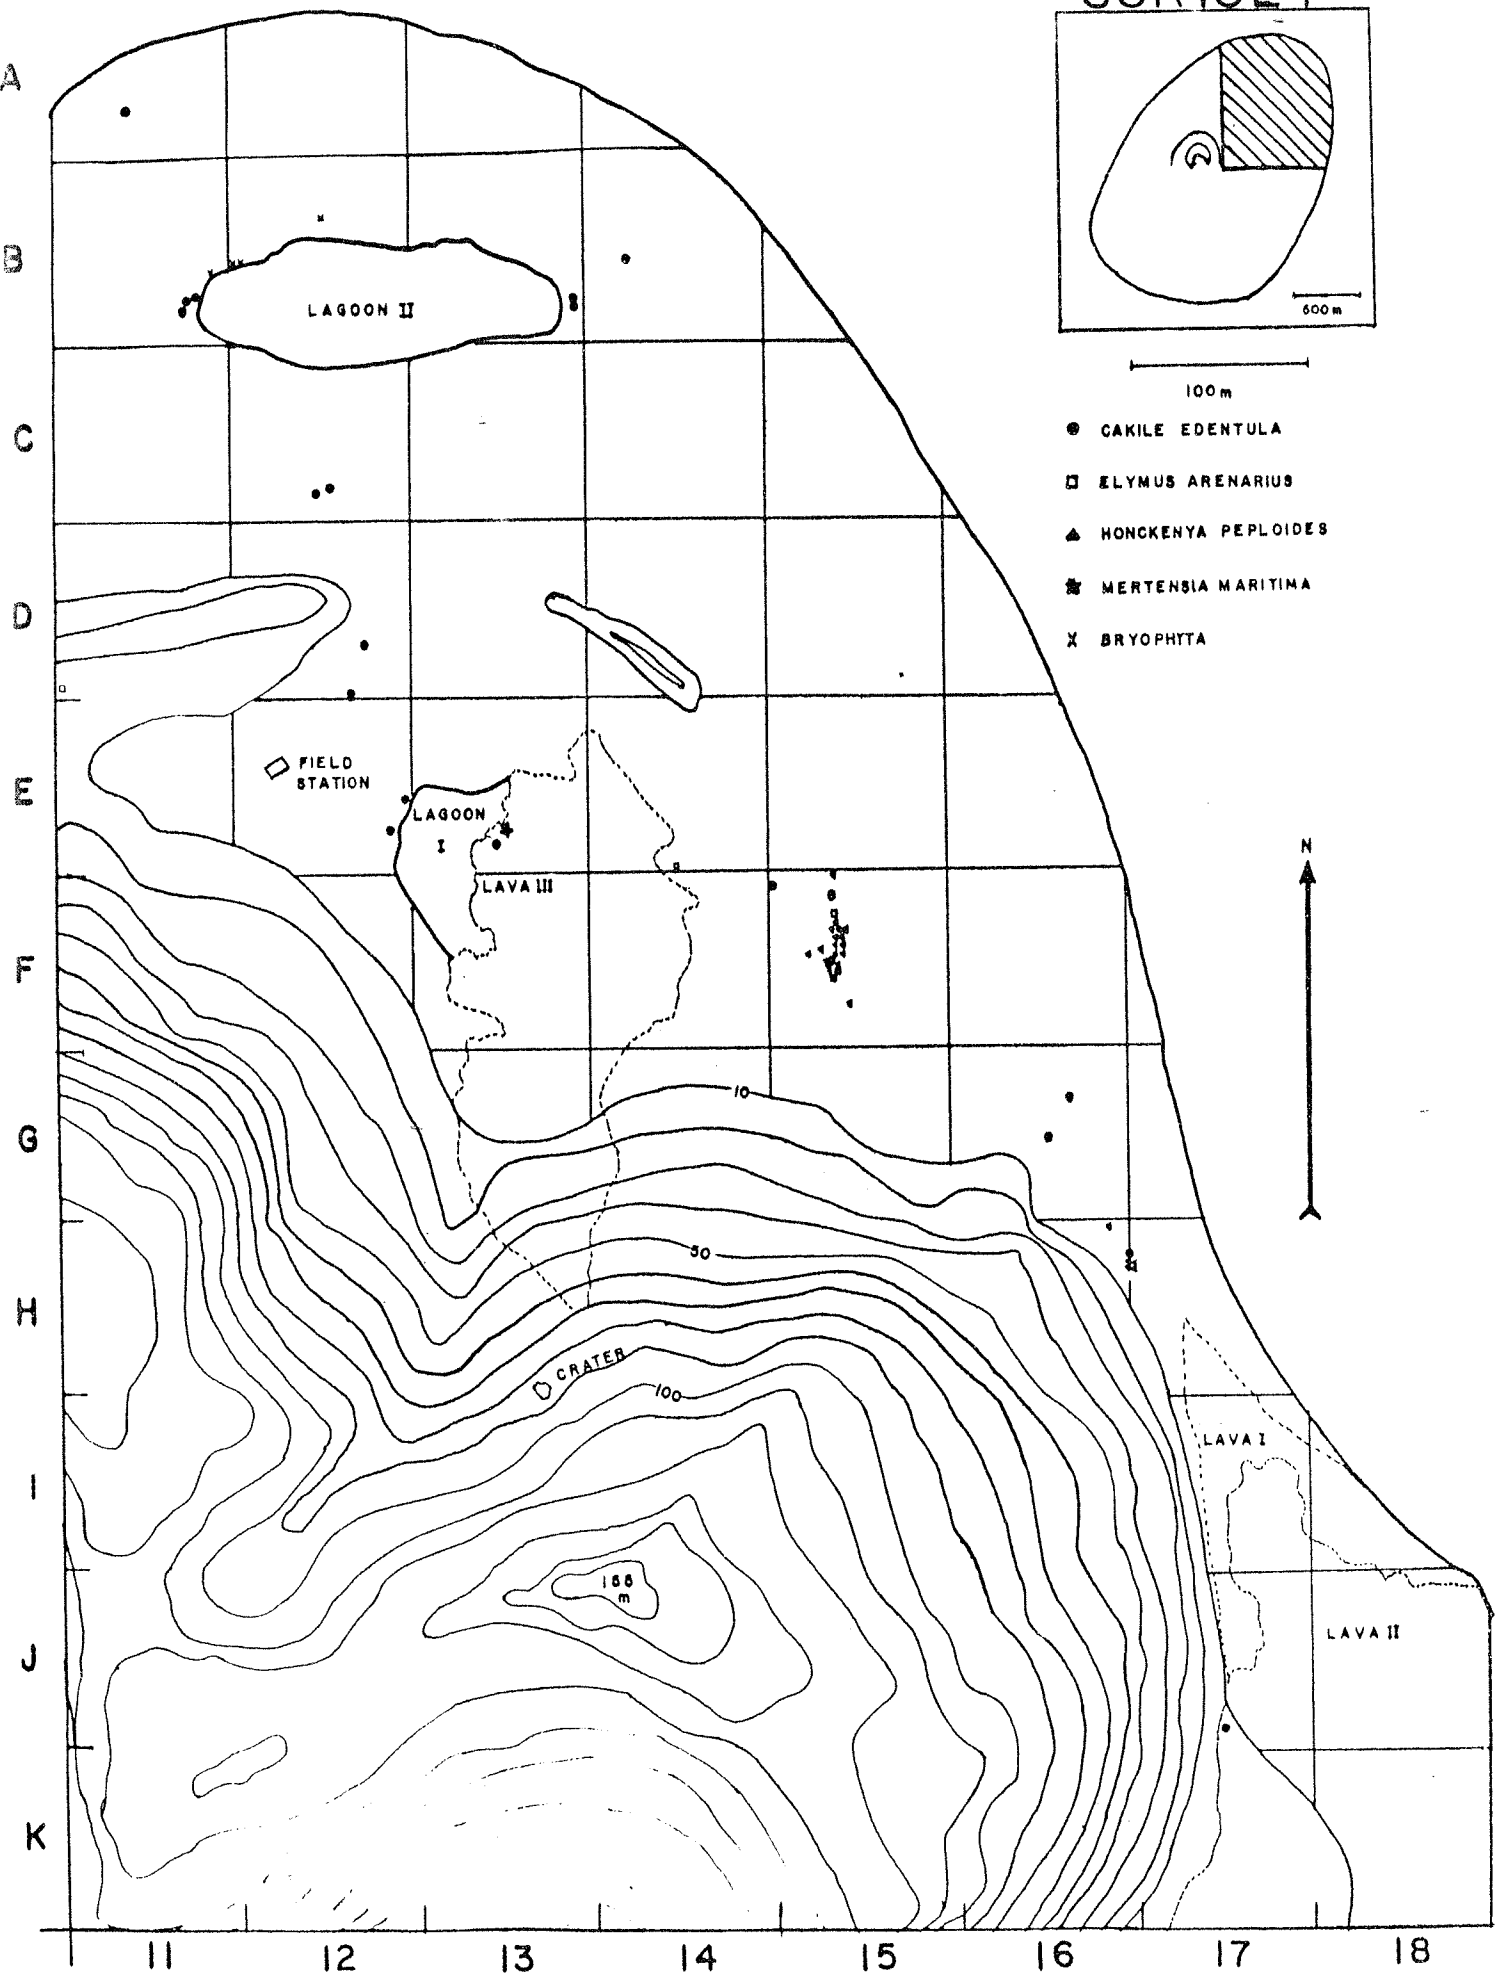 A
B
C
D
E
F
G
H
I
J
K
11
12
13
14
15
16
17
18
600 m
100 m
CAKILE EDENTULA
ELYMUS ARENARIUS
HONCKENYA PEPLOIDES
MERTENSIA MARITIMA
X BRYOPHYTA
LAGOON II
FIELD
STATION
LAGOON
I
LAVA III
N
10
50
CRATER
100
LAVA I
155
m
LAVA II